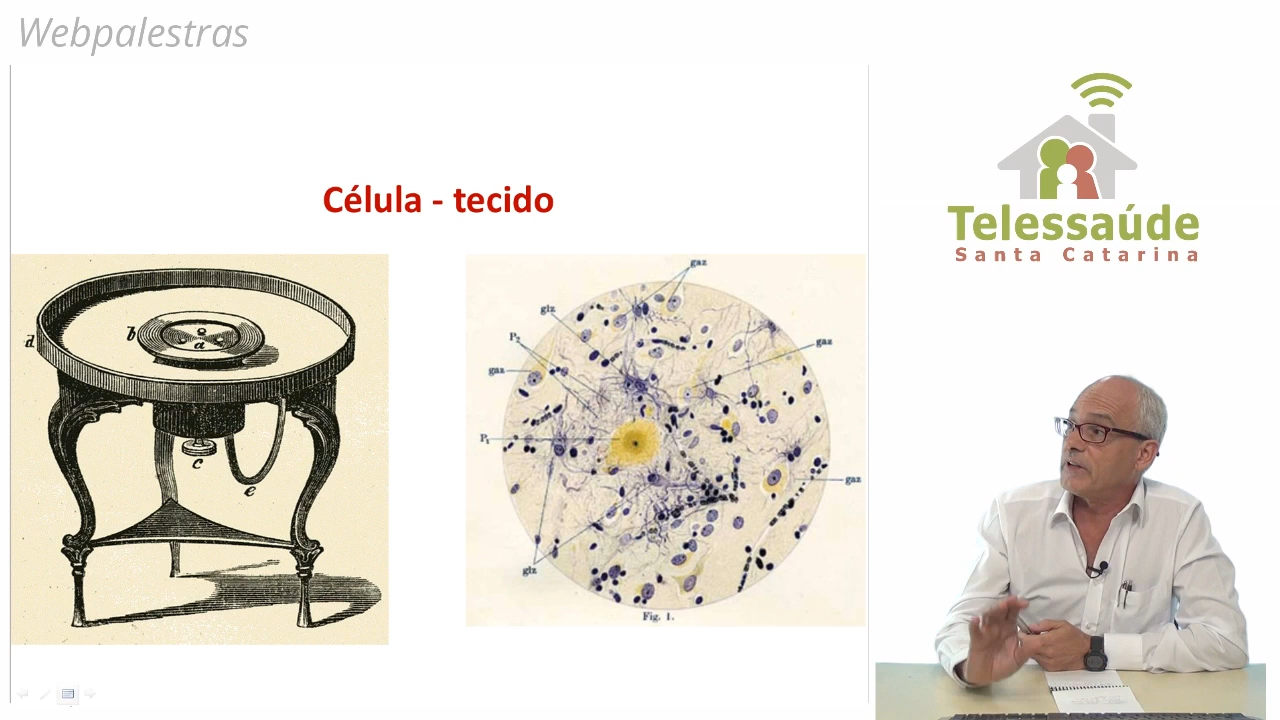 Webpalestras
Célula - tecido
d
b
a
c
e
gaz
glz
P2
gaz
gaz
P1
gaz
glz
Fig. 1.
Telessaúde
Santa Catarina